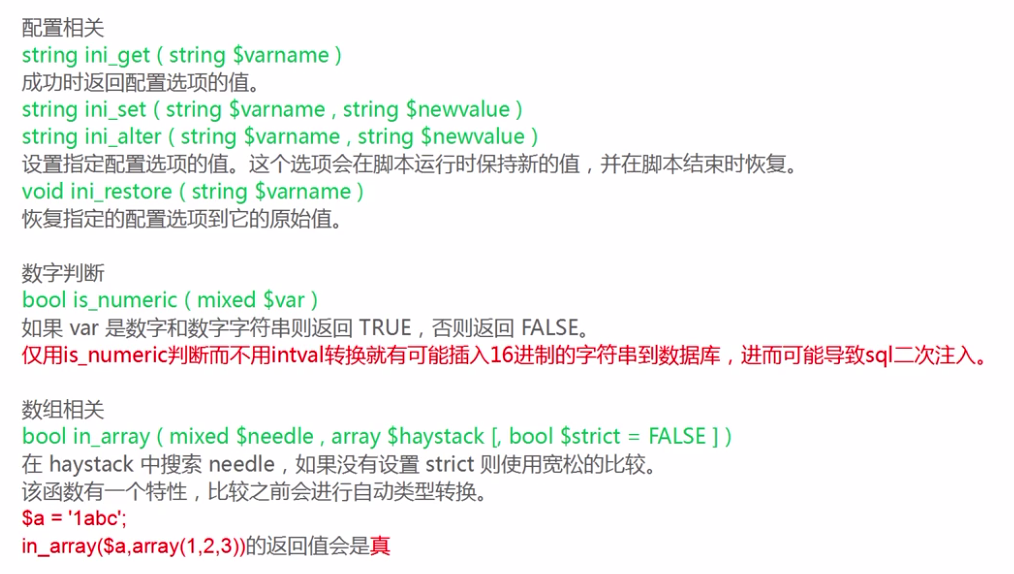 配置相关
string ini_get ( string $varname )
成功时返回配置选项的值。
string ini_set ( string $varname , string $newvalue )
string ini_alter ( string $varname , string $newvalue )
设置指定配置选项的值。这个选项会在脚本运行时保持新的值，并在脚本结束时恢复。
void ini_restore ( string $varname )
恢复指定的配置选项到它的原始值。
数字判断
bool is_numeric ( mixed $var )
如果 var 是数字和数字字符串则返回 TRUE，否则返回 FALSE。
仅用is_numeric判断而不用intval转换就有可能插入16进制的字符串到数据库，进而可能导致sql二次注入。
数组相关
bool in_array ( mixed $needle , array $haystack [, bool $strict = FALSE ] )
在 haystack 中搜索 needle，如果没有设置 strict 则使用宽松的比较。
该函数有一个特性，比较之前会进行自动类型转换。
$a = '1abc';
in_array($a,array(1,2,3))的返回值会是真